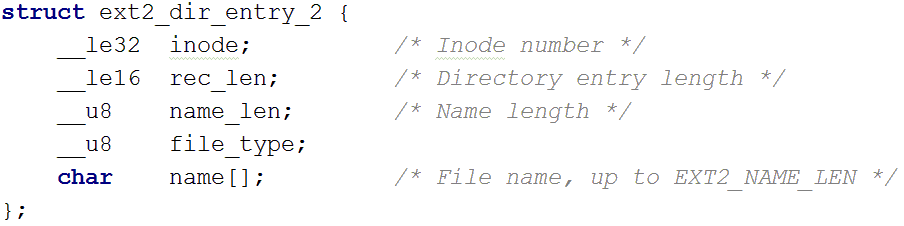 struct ext2_dir_entry_2 {
    __le32  inode;          /* Inode number */
    __le16  rec_len;        /* Directory entry length */
    __u8    name_len;       /* Name length */
    __u8    file_type;
    char    name[];         /* File name, up to EXT2_NAME_LEN */
};